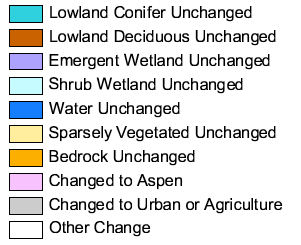 Lowland Conifer Unchanged
Lowland Deciduous Unchanged
Emergent Wetland Unchanged
Shrub Wetland Unchanged
Water Unchanged
Sparsely Vegetated Unchanged
Bedrock Unchanged
Changed to Aspen
Changed to Urban or Agriculture
Other Change